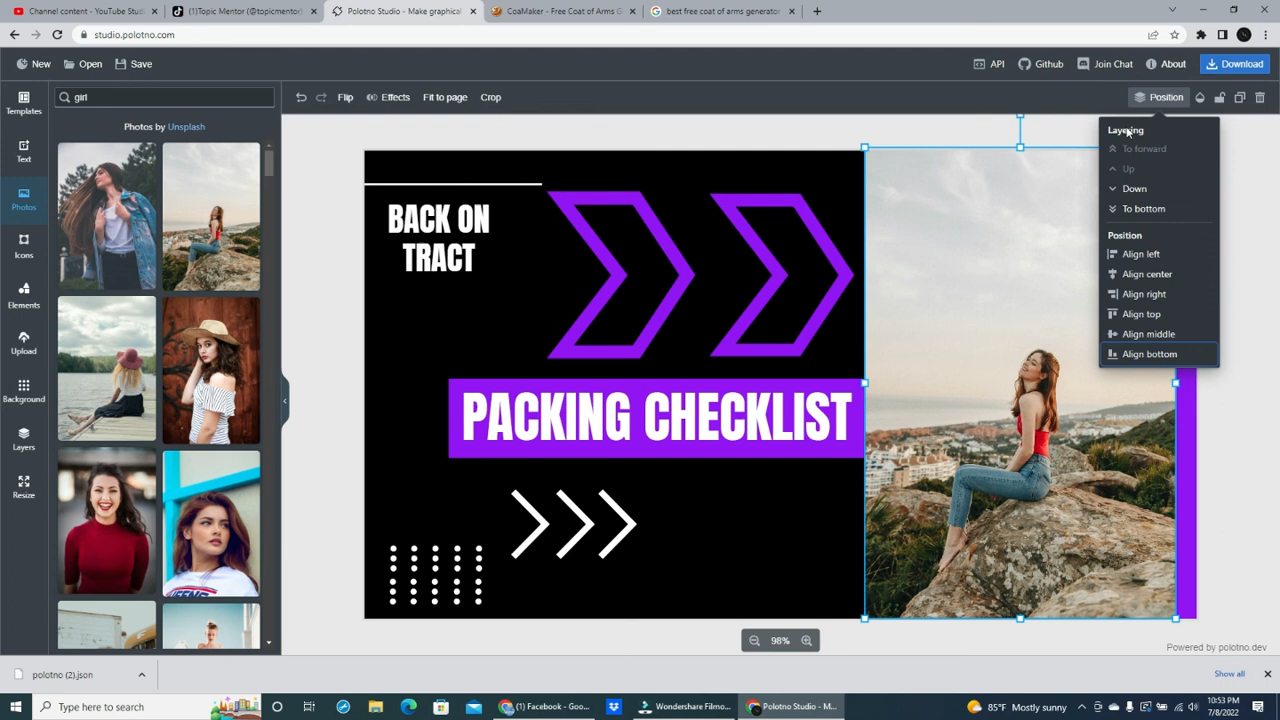 Channel content - YouTube Studi
(1)Topic Mentor (@topicmentor)
Polotno Studio - Make graphical
CoaMaker - Free Coat of Arms G
best free coat of arms generator
studio.polotno.com
New
Open
Save
API
Github
Join Chat
About
Download
girl
Flip
Effects
Fit to page
Crop
Position
Templates
Text
Photos
Icons
Elements
Upload
Background
Layers
Resize
Photos by Unsplash
Layering
To forward
Up
Down
To bottom
Position
Align left
Align center
Align right
Align top
Align middle
Align bottom
BACK ON
TRACT
PACKING CHECKLIST
98%
Powered by polotno.dev
polotno (2).json
Show all
Type here to search
(1) Facebook - Goo...
Wondershare Filmo...
Polotno Studio - M...
85°F Mostly sunny
10:53 PM
7/8/2022